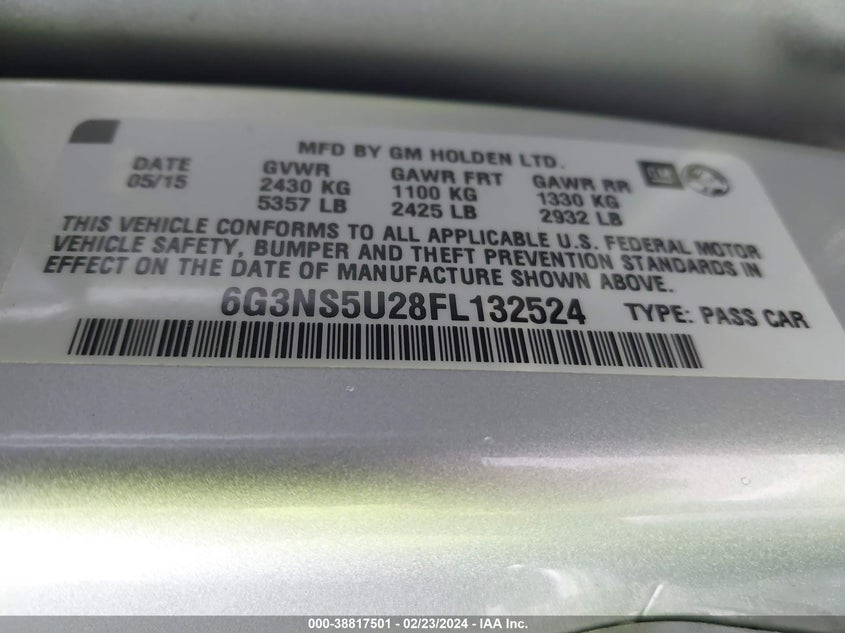 MFD BY GM HOLDEN LTD.
DATE GVWR GAWR FRT GAWR RR GM
05/15 2430 KG 1100 KG 1330 KG
5357 LB 2425 LB 2932 LB
THIS VEHICLE CONFORMS TO ALL APPLICABLE U.S. FEDERAL MOTOR
VEHICLE SAFETY, BUMPER AND THEFT PREVENTION STANDARDS IN
EFFECT ON THE DATE OF MANUFACTURE SHOWN ABOVE.
6G3NS5U28FL132524 TYPE: PASS CAR
000-38817501 - 02/23/2024 - IAA Inc.